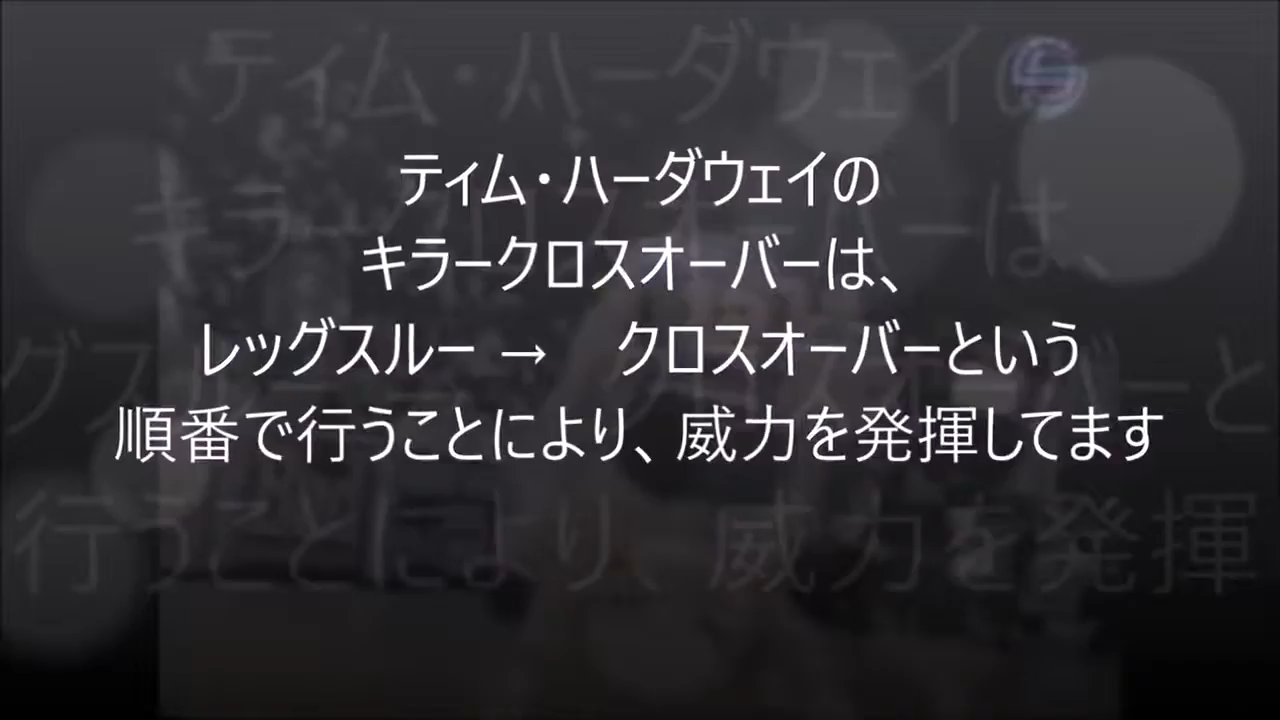 ティム・ハーダウェイの
キラークロスオーバーは、
レッグスルー → クロスオーバーという
順番で行うことにより、威力を発揮してます